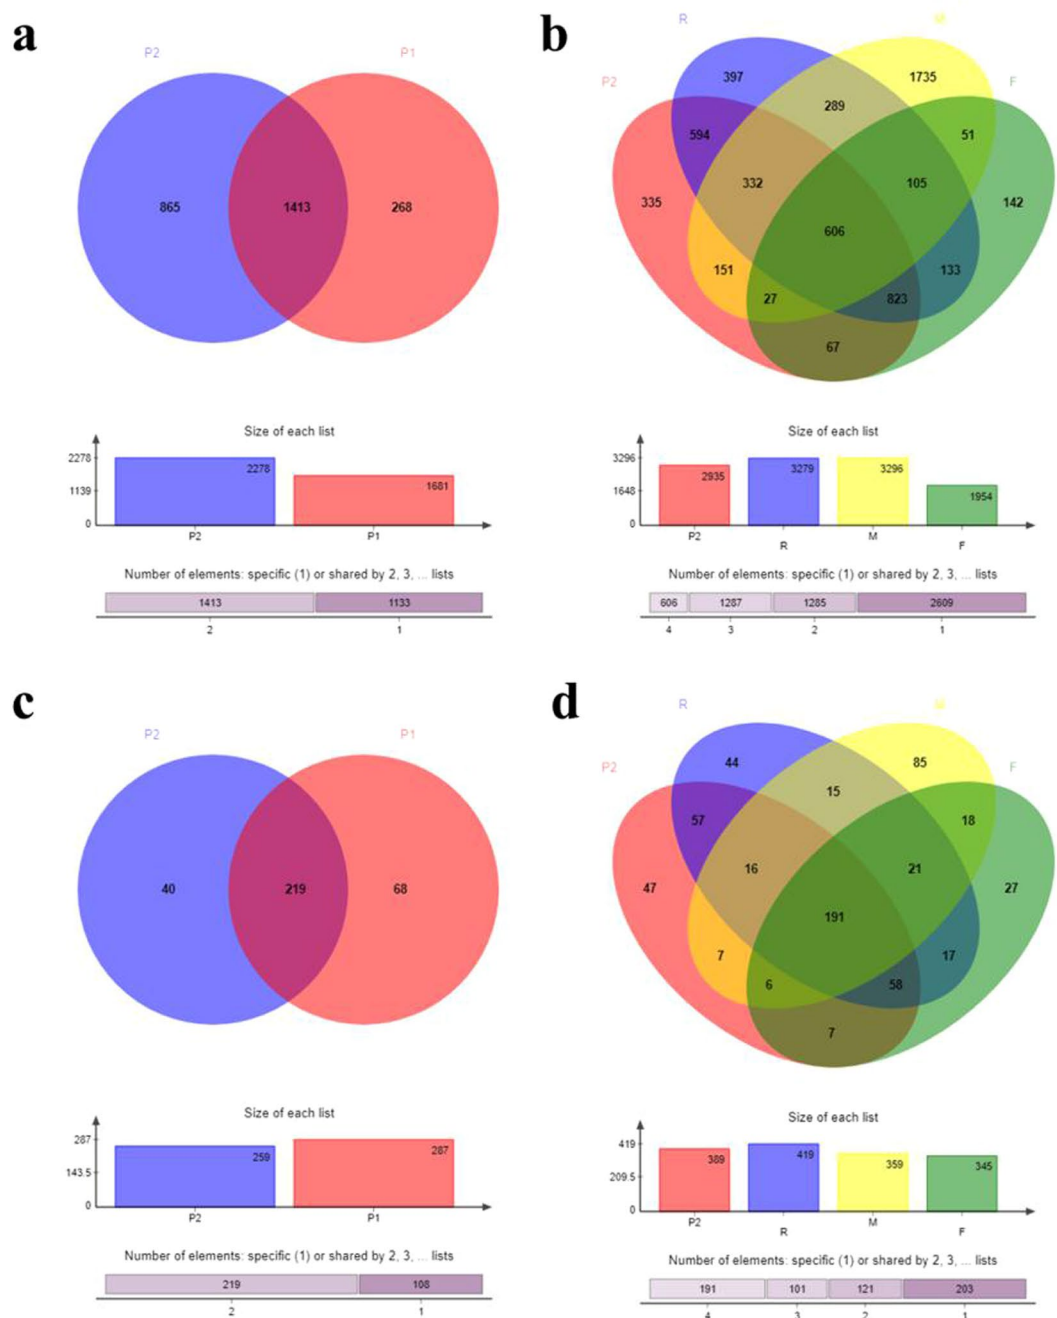 a
P2 P1
865 1413 268
Size of each list
2278
1139
0
2278 1681
P2 P1
Number of elements: specific (1) or shared by 2, 3, ... lists
1413 1133
2 1
b
R M
P2 F
397 1735
289
594 51
332 105
335 142
606
151 133
27 823
67
Size of each list
3296
1648
0
2935 3279 3296 1954
P2 R M F
Number of elements: specific (1) or shared by 2, 3, ... lists
606 1287 1285 2609
4 3 2 1
c
P2 P1
40 219 68
Size of each list
287
143.5
0
259 287
P2 P1
Number of elements: specific (1) or shared by 2, 3, ... lists
219 108
2 1
d
R M
P2 F
44 85
15
57 18
16 21
47 27
191
7 17
6 58
7
Size of each list
419
209.5
0
389 419 359 345
P2 R M F
Number of elements: specific (1) or shared by 2, 3, ... lists
191 101 121 203
4 3 2 1